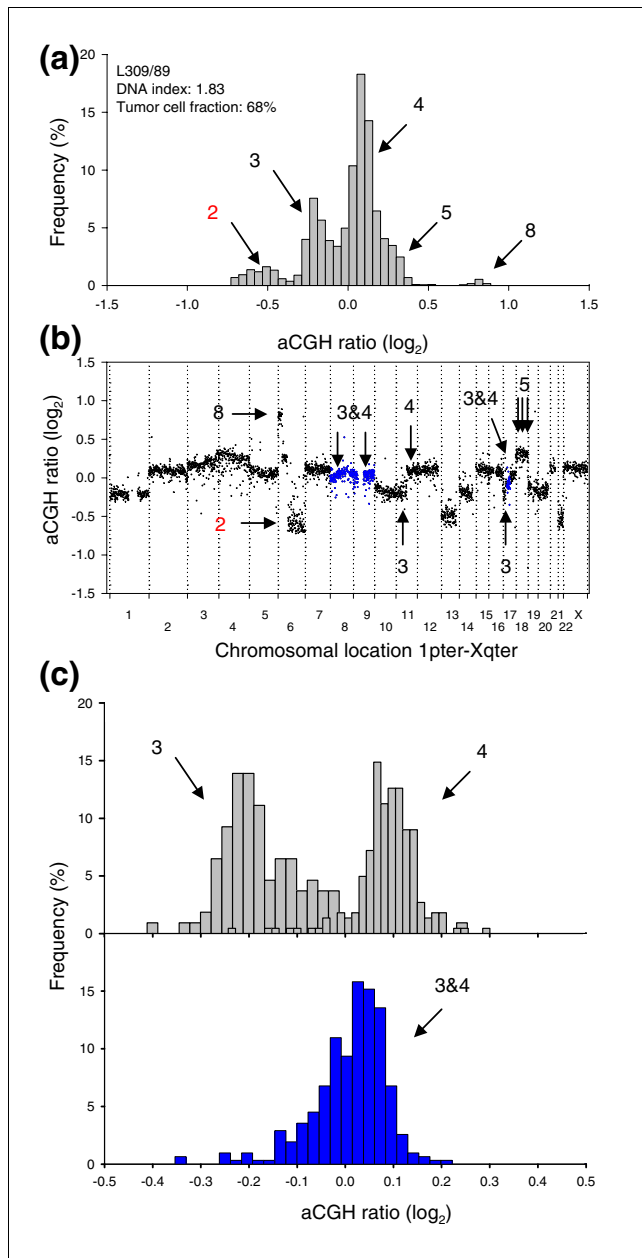 (a)
L309/89
DNA index: 1.83
Tumor cell fraction: 68%
Frequency (%)
20
15
10
5
0
2
3
4
5
8
-1.5 -1.0 -0.5 0.0 0.5 1.0 1.5
aCGH ratio (log2)
(b)
aCGH ratio (log2)
1.5
1.0
0.5
0.0
-0.5
-1.0
-1.5
8
3&4
4
3&4
5
2
3
3
1 3 5 7 9 11 13 15 17 19 21 X
2 4 6 8 10 12 14 16 18 20 22
Chromosomal location 1pter-Xqter
(c)
Frequency (%)
20
15
10
5
0
3
4
15
10
5
0
3&4
-0.5 -0.4 -0.3 -0.2 -0.1 0.0 0.1 0.2 0.3 0.4 0.5
aCGH ratio (log2)